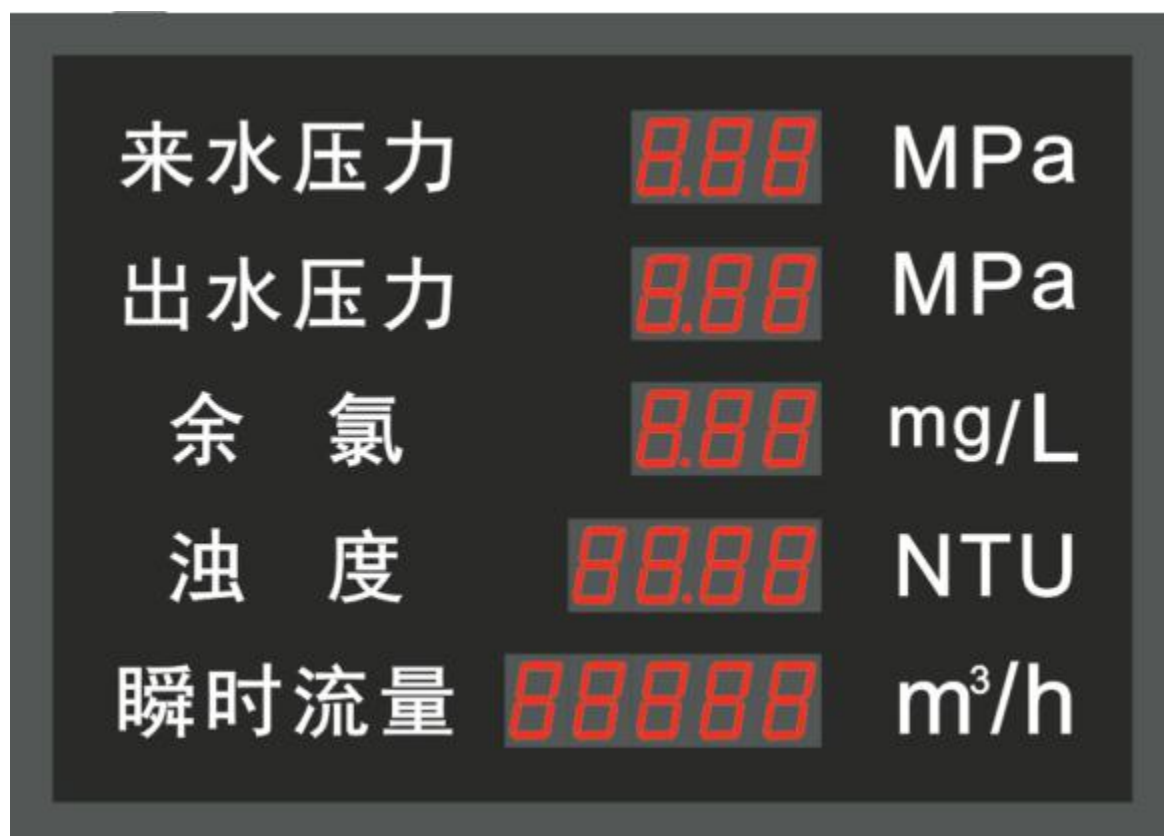 来水压力 8.88 MPa
出水压力 8.88 MPa
余 氯 8.88 mg/L
浊 度 88.88 NTU
瞬时流量 88888 m³/h